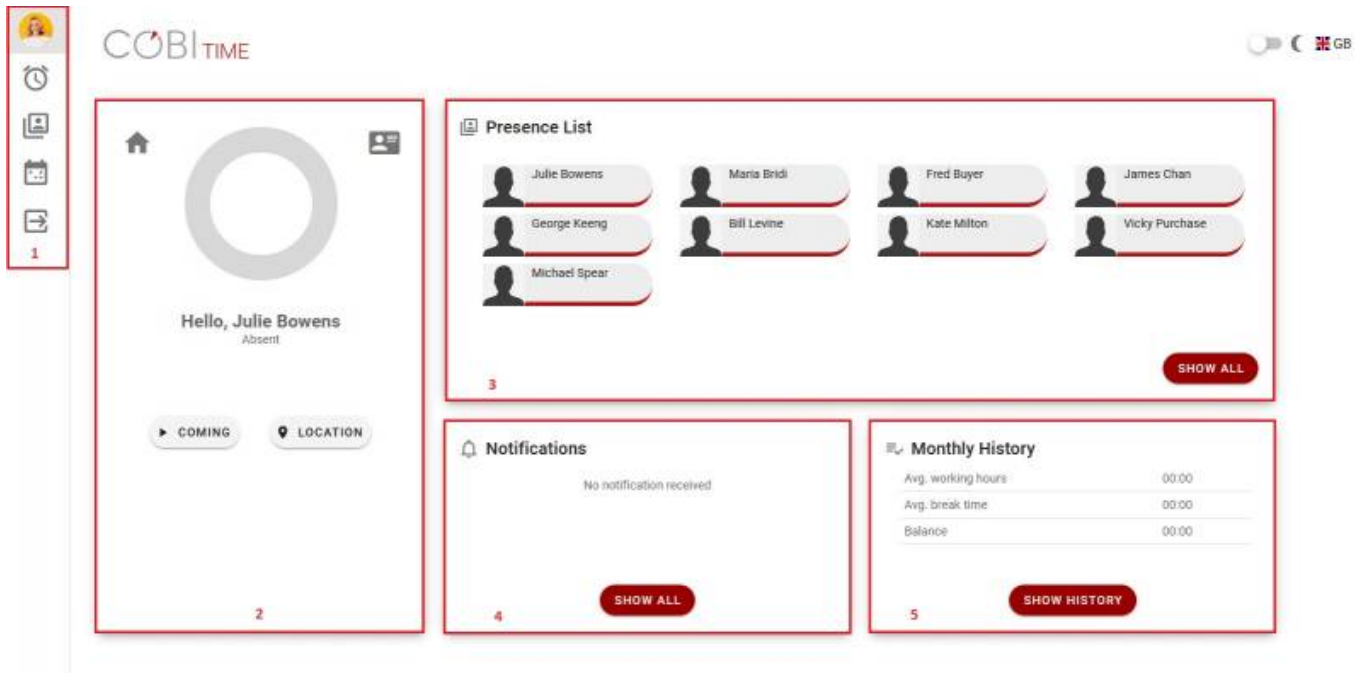 COBI TIME
GB
1
Hello, Julie Bowens
Absent
COMING
LOCATION
2
Presence List
Julie Bowens
Maria Bridi
Fred Buyer
James Chan
George Keeng
Bill Levine
Kate Milton
Vicky Purchase
Michael Spear
SHOW ALL
3
Notifications
No notification received
SHOW ALL
4
Monthly History
Avg. working hours 00:00
Avg. break time 00:00
Balance 00:00
SHOW HISTORY
5